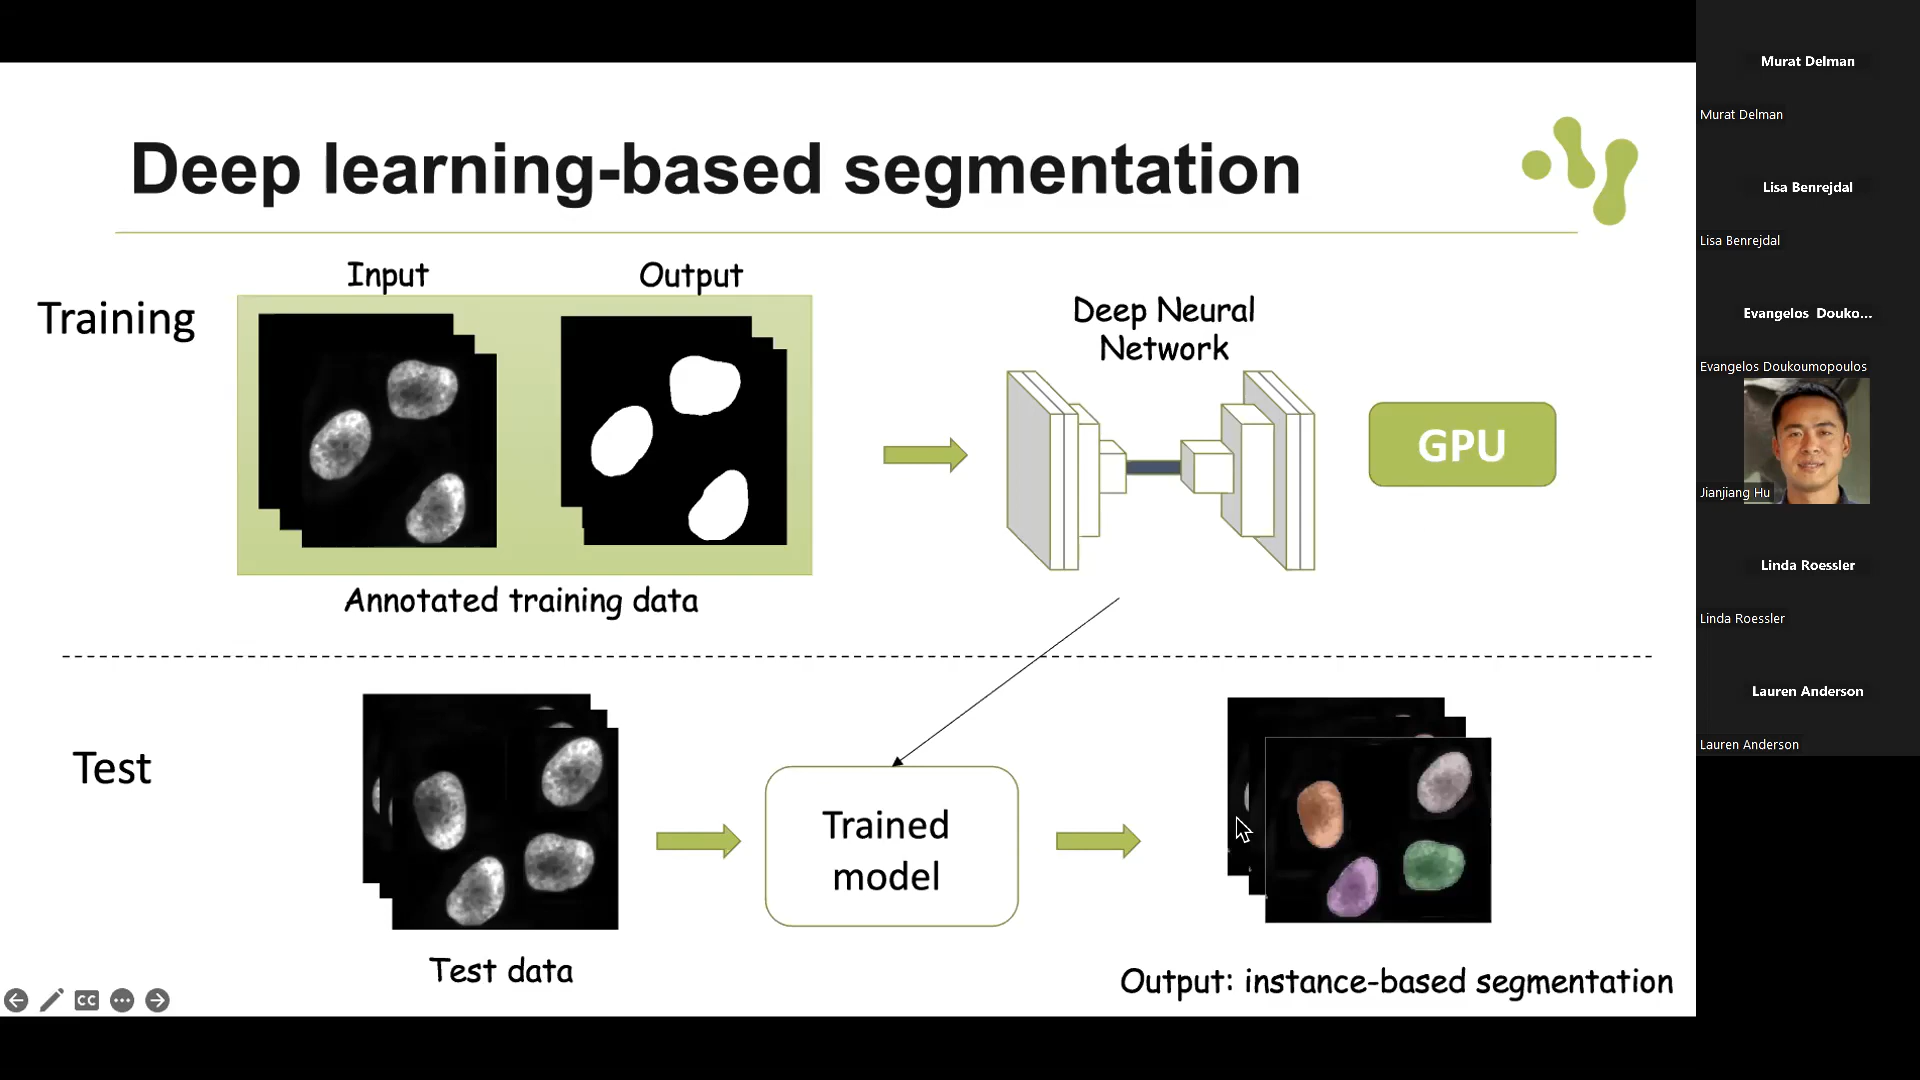 Deep learning-based segmentation
Input
Output
Training
Deep Neural
Network
GPU
Annotated training data
Test
Trained
model
Test data
Output: instance-based segmentation
CC
Murat Delman
Murat Delman
Lisa Benrejdal
Lisa Benrejdal
Evangelos Douko...
Evangelos Doukoumopoulos
Jianjiang Hu
Linda Roessler
Linda Roessler
Lauren Anderson
Lauren Anderson